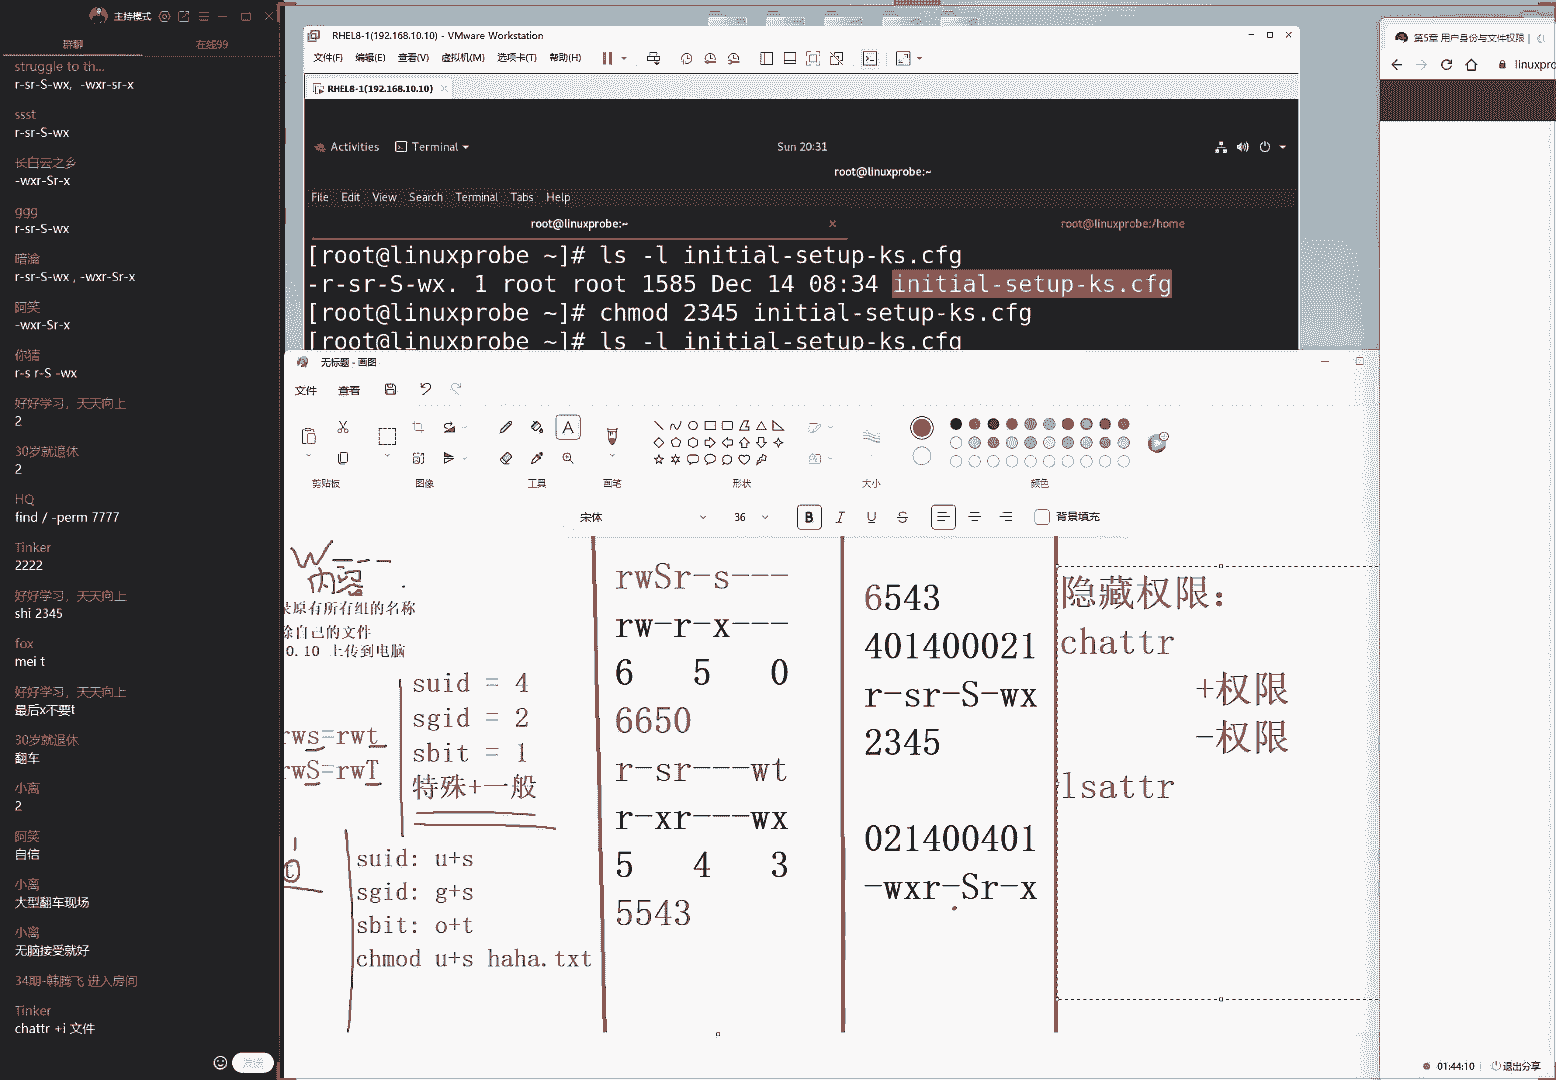 主持模式
群聊
在线99
struggle to th...
r-sr-S-wx, -wxr-sr-x
ssst
r-sr-S-wx
长白云之乡
-wxr-Sr-x
ggg
r-sr-S-wx
r-sr-S-wx , -wxr-Sr-x
阿笑
-wxr-Sr-x
你猜
r-s r-S -wx
好好学习，天天向上
2
30岁就退休
2
HQ
find / -perm 7777
Tinker
2222
好好学习，天天向上
shi 2345
fox
mei t
好好学习，天天向上
最后x不要t
30岁就退休
翻车
小离
2
阿笑
自信
小离
大型翻车现场
小离
无脑接受就好
34期-韩腾飞 进入房间
Tinker
chattr +i 文件
发送
RHEL8-1(192.168.10.10) - VMware Workstation
文件(F) 编辑(E) 查看(V) 虚拟机(M) 选项卡(T) 帮助(H)
RHEL8-1(192.168.10.10)
Activities Terminal
Sun 20:31
root@linuxprobe:~
File Edit View Search Terminal Tabs Help
root@linuxprobe:~
root@linuxprobe:/home
[root@linuxprobe ~]# ls -l initial-setup-ks.cfg
-r-sr-S-wx. 1 root root 1585 Dec 14 08:34 initial-setup-ks.cfg
[root@linuxprobe ~]# chmod 2345 initial-setup-ks.cfg
[root@linuxprobe ~]# ls -l initial-setup-ks.cfg
第5章 用户身份与文件权限 |
linuxpro
无标题 - 画图
文件 查看
剪贴板 图像 工具 画笔 形状 大小 颜色
宋体 36 B I U S 背景填充
W
内容
原有所有组的名称
除自己的文件
0.10 上传到电脑
rws=rwt
rwS=rwT
suid = 4
sgid = 2
sbit = 1
特殊+一般
suid: u+s
sgid: g+s
sbit: o+t
chmod u+s haha.txt
rwSr-s---
rw-r-x---
6 5 0
6650
r-sr---wt
r-xr---wx
5 4 3
5543
6543
401400021
r-sr-S-wx
2345
021400401
-wxr-Sr-x
隐藏权限：
chattr
+权限
-权限
lsattr
01:44:10
退出分享